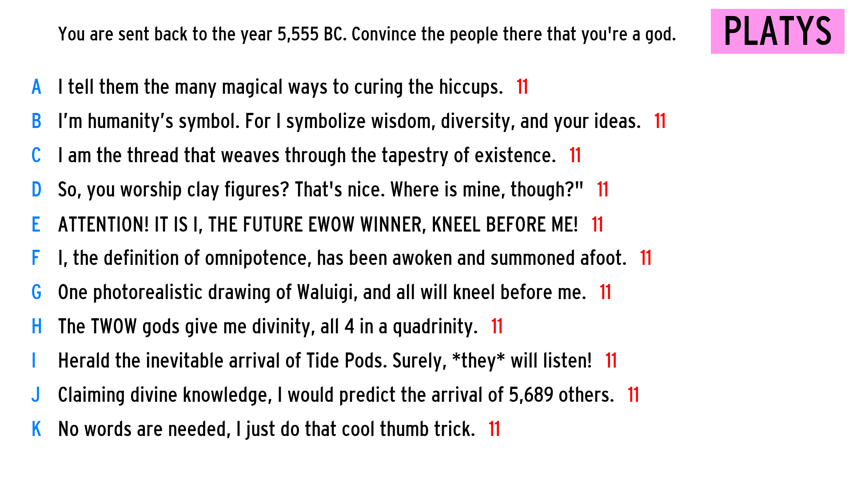 You are sent back to the year 5,555 BC. Convince the people there that you're a god.
PLATYS
A I tell them the many magical ways to curing the hiccups. 11
B I'm humanity's symbol. For I symbolize wisdom, diversity, and your ideas. 11
C I am the thread that weaves through the tapestry of existence. 11
D So, you worship clay figures? That's nice. Where is mine, though?" 11
E ATTENTION! IT IS I, THE FUTURE EWOW WINNER, KNEEL BEFORE ME! 11
F I, the definition of omnipotence, has been awoken and summoned afoot. 11
G One photorealistic drawing of Waluigi, and all will kneel before me. 11
H The TWOW gods give me divinity, all 4 in a quadrinity. 11
I Herald the inevitable arrival of Tide Pods. Surely, *they* will listen! 11
J Claiming divine knowledge, I would predict the arrival of 5,689 others. 11
K No words are needed, I just do that cool thumb trick. 11